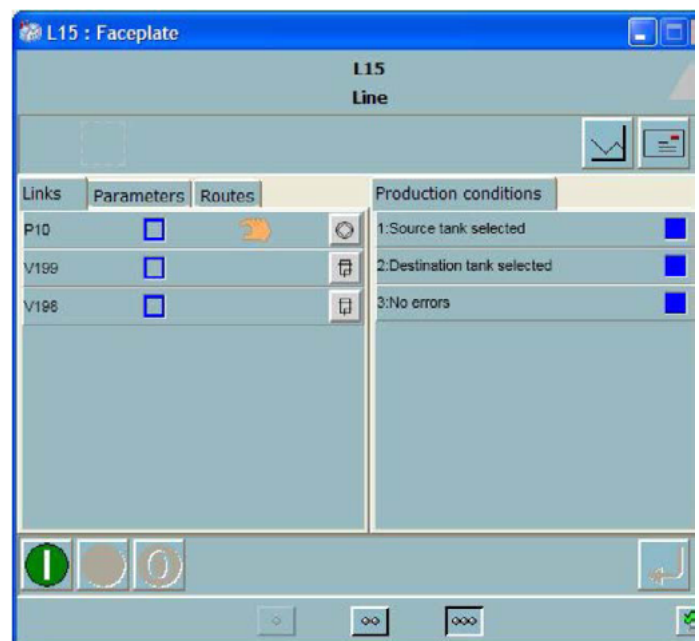 L15 : Faceplate
L15
Line
Links Parameters Routes
Production conditions
P10
1:Source tank selected
V199
2:Destination tank selected
V196
3:No errors